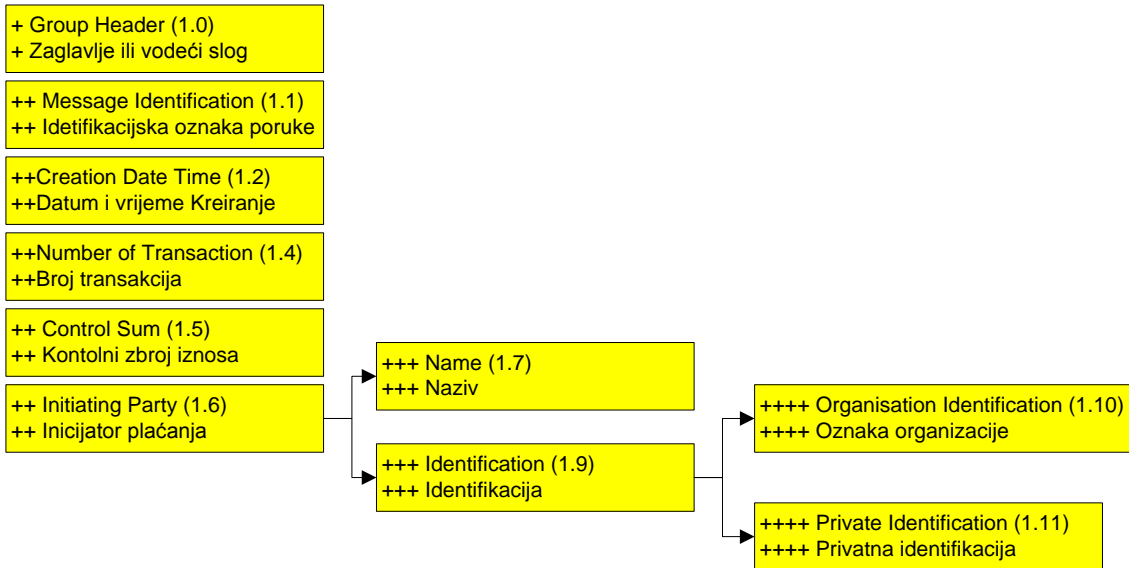 + Group Header (1.0)
+ Zaglavlje ili vodeći slog
++ Message Identification (1.1)
++ Idetifikacijska oznaka poruke
++Creation Date Time (1.2)
++Datum i vrijeme Kreiranje
++Number of Transaction (1.4)
++Broj transakcija
++ Control Sum (1.5)
++ Kontolni zbroj iznosa
++ Initiating Party (1.6)
++ Inicijator plaćanja
+++ Name (1.7)
+++ Naziv
+++ Identification (1.9)
+++ Identifikacija
++++ Organisation Identification (1.10)
++++ Oznaka organizacije
++++ Private Identification (1.11)
++++ Privatna identifikacija